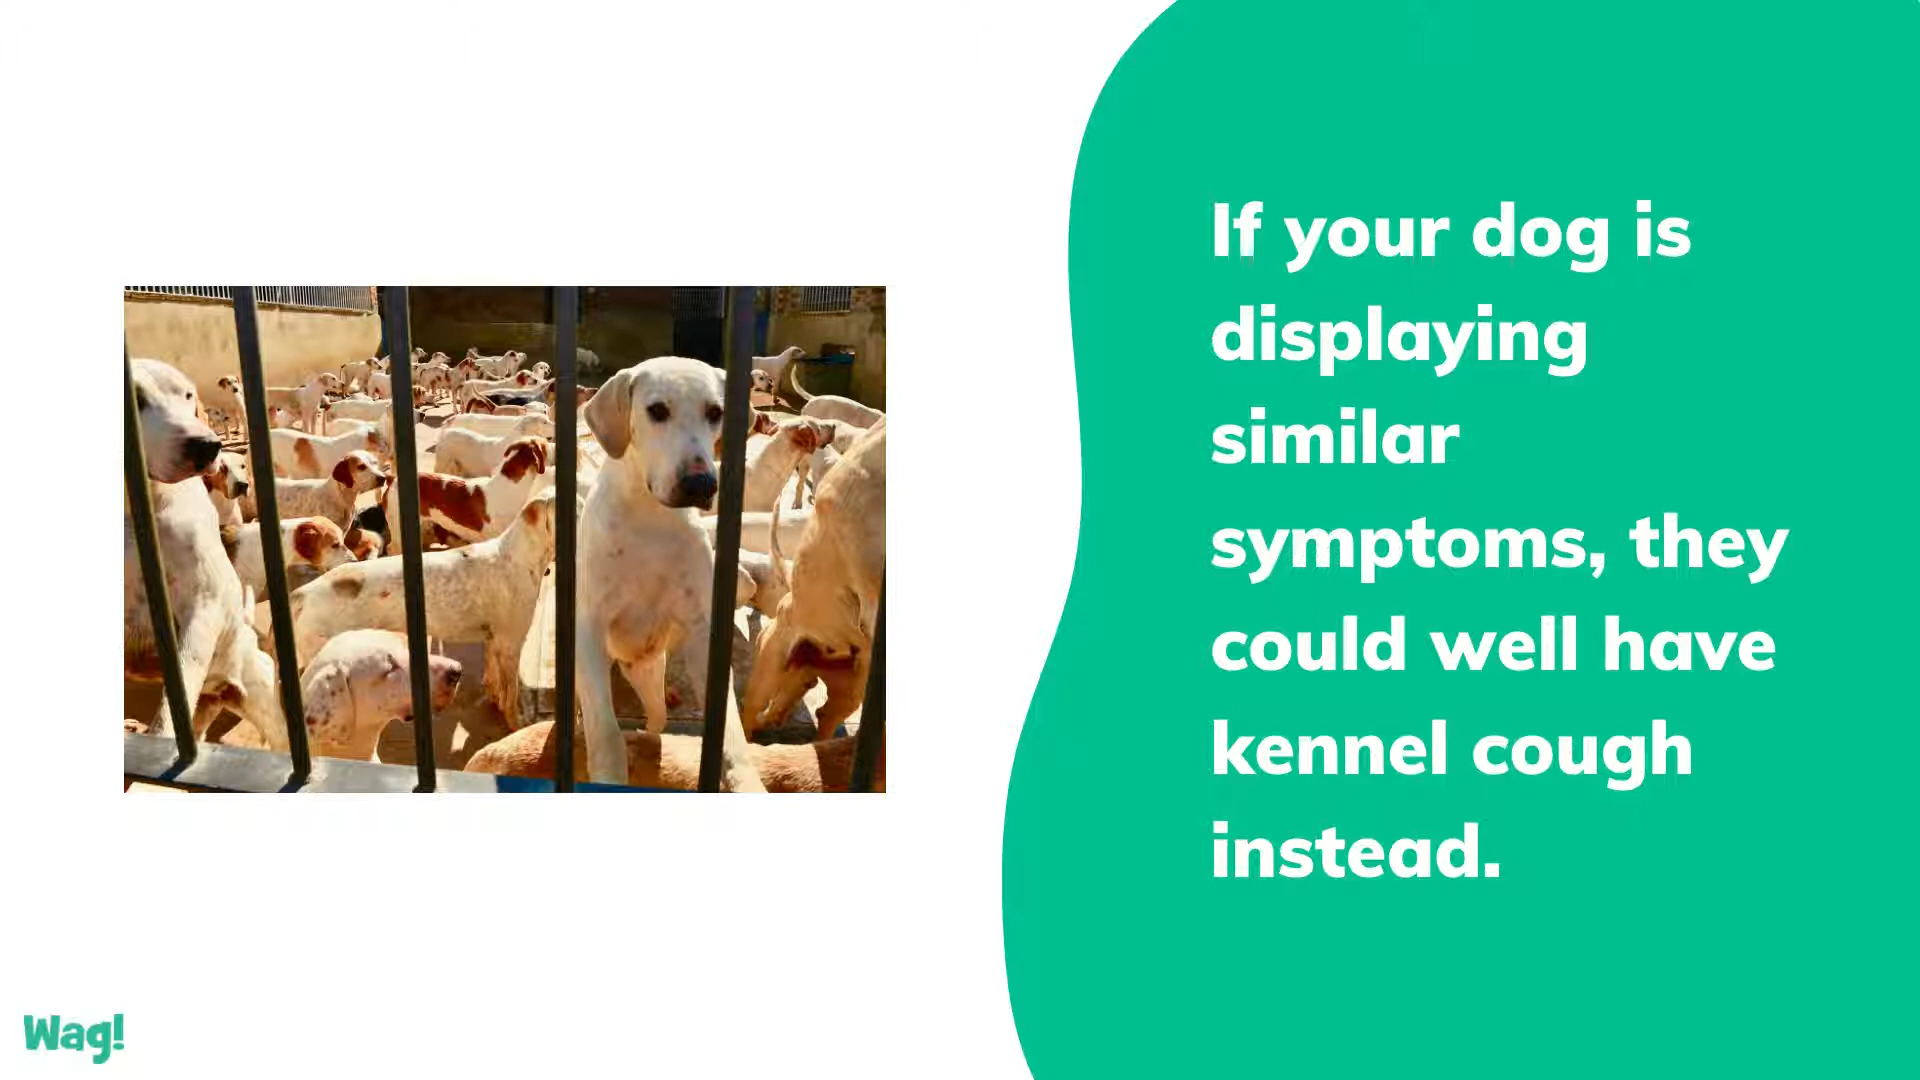 If your dog is
displaying
similar
symptoms, they
could well have
kennel cough
instead.
Wag!